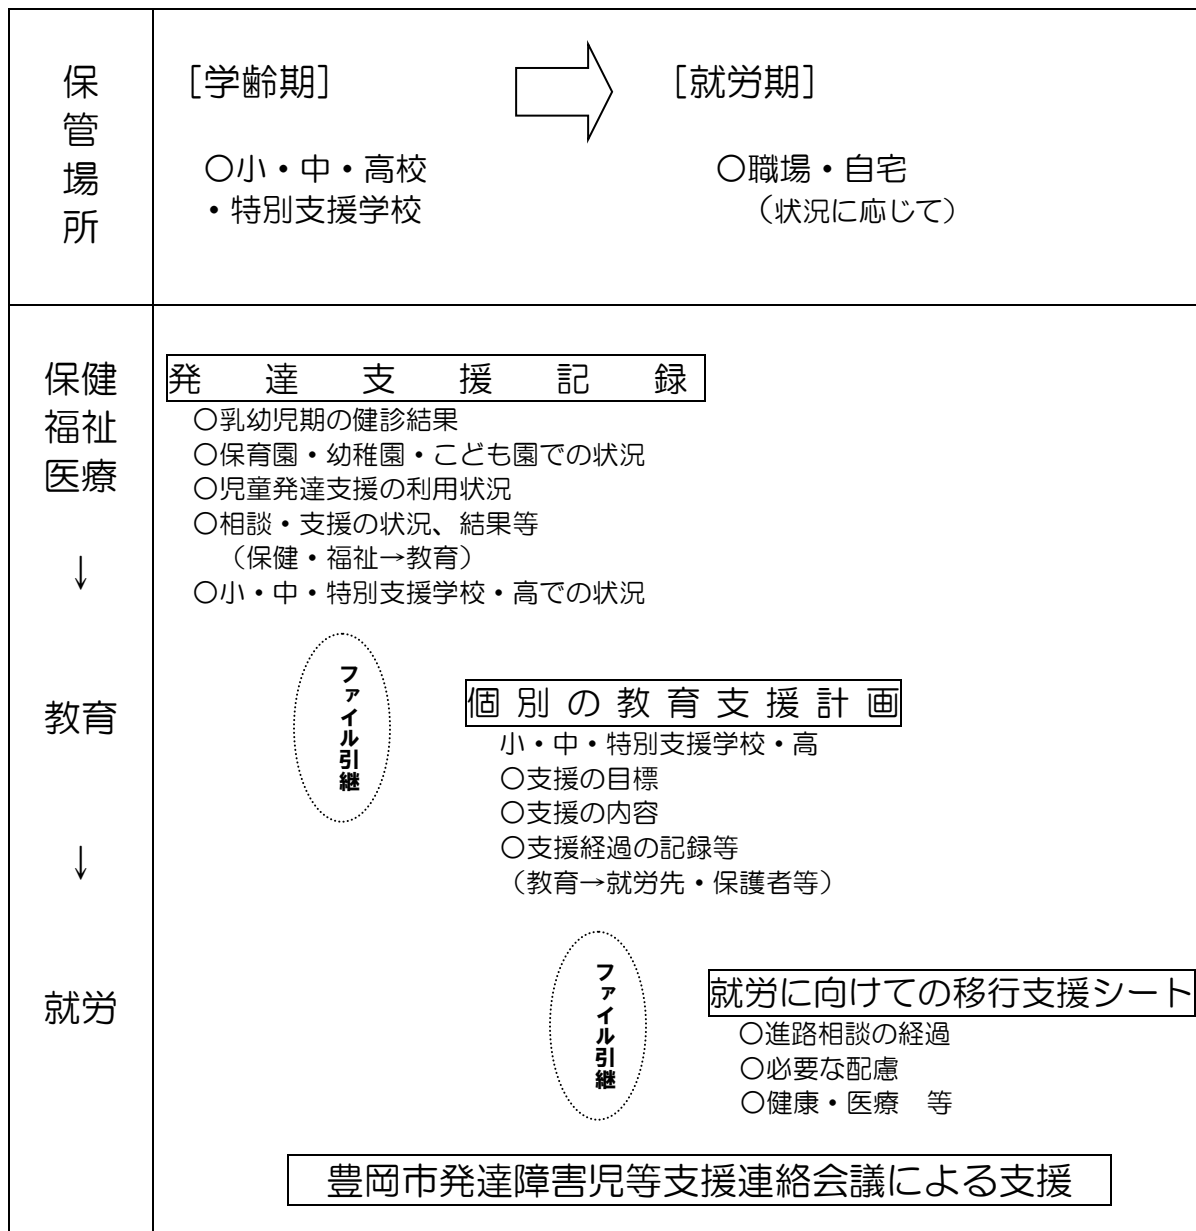 保管場所
[学齢期]
[就労期]
〇小・中・高校
・特別支援学校
〇職場・自宅
（状況に応じて）
保健
福祉
医療
↓
教育
↓
就労
発達支援記録
〇乳幼児期の健診結果
〇保育園・幼稚園・こども園での状況
〇児童発達支援の利用状況
〇相談・支援の状況、結果等
（保健・福祉→教育）
〇小・中・特別支援学校・高での状況
ファイル引継
個別の教育支援計画
小・中・特別支援学校・高
〇支援の目標
〇支援の内容
〇支援経過の記録等
（教育→就労先・保護者等）
ファイル引継
就労に向けての移行支援シート
〇進路相談の経過
〇必要な配慮
〇健康・医療　等
豊岡市発達障害児等支援連絡会議による支援